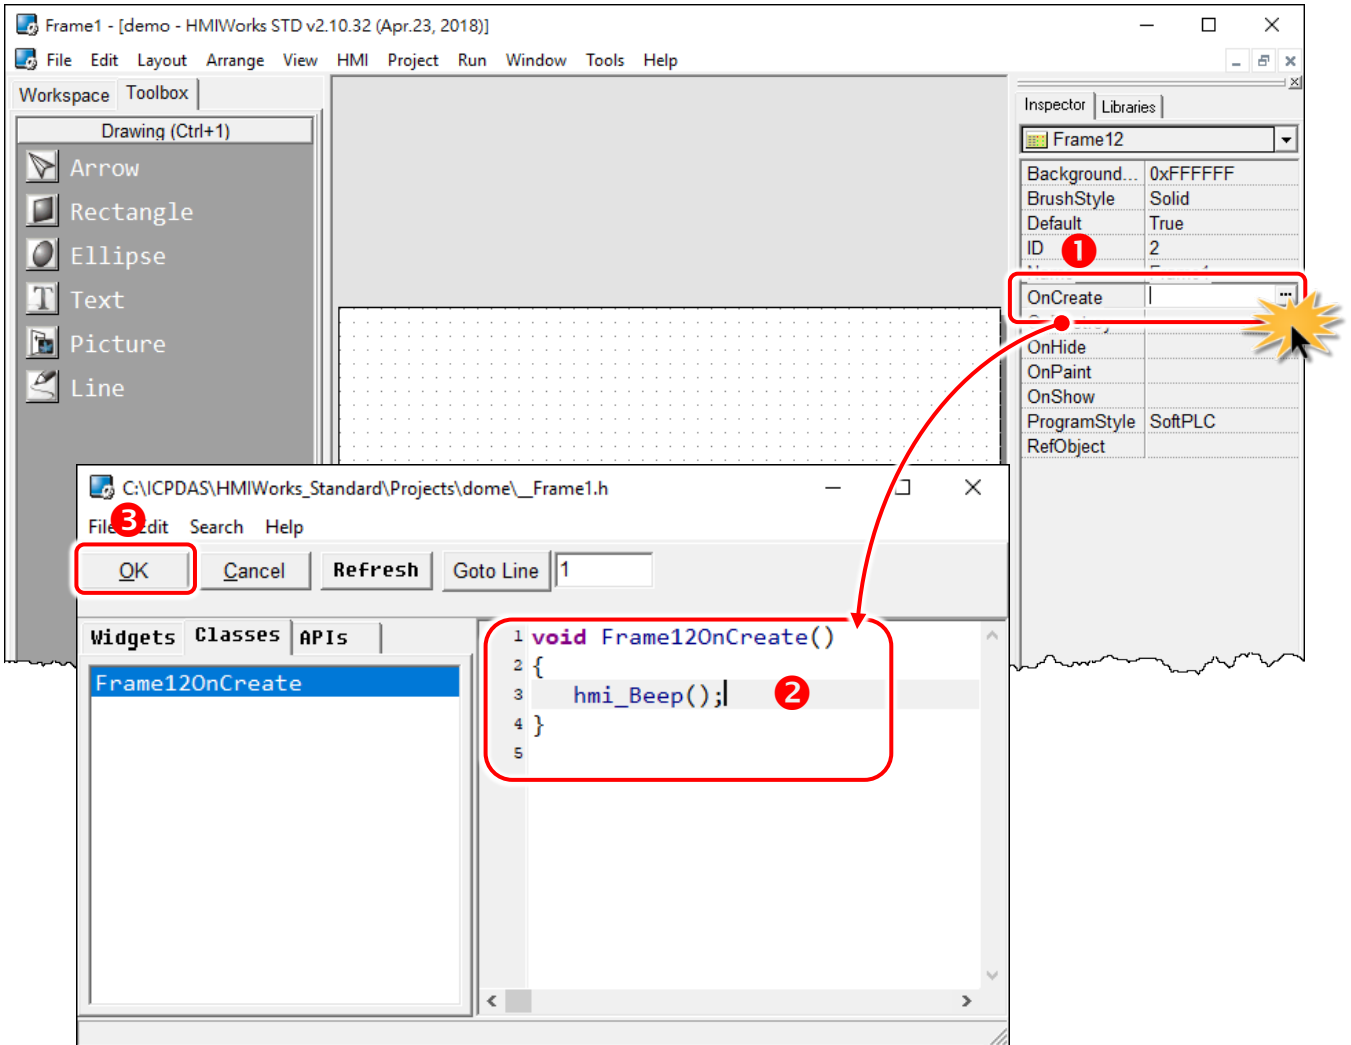 Frame1 - [demo - HMIWorks STD v2.10.32 (Apr.23, 2018)]
File Edit Layout Arrange View HMI Project Run Window Tools Help
Workspace Toolbox
Drawing (Ctrl+1)
Arrow
Rectangle
Ellipse
Text
Picture
Line
Inspector Libraries
Frame12
Background... 0xFFFFFF
BrushStyle Solid
Default True
ID 2
1
OnCreate ...
OnHide
OnPaint
OnShow
ProgramStyle SoftPLC
RefObject
C:\ICPDAS\HMIWorks_Standard\Projects\dome\__Frame1.h
File Edit Search Help
3
OK Cancel Refresh Goto Line 1
Widgets Classes APIs
Frame12OnCreate
1 void Frame12OnCreate()
2 {
3 hmi_Beep();
2
4 }
5